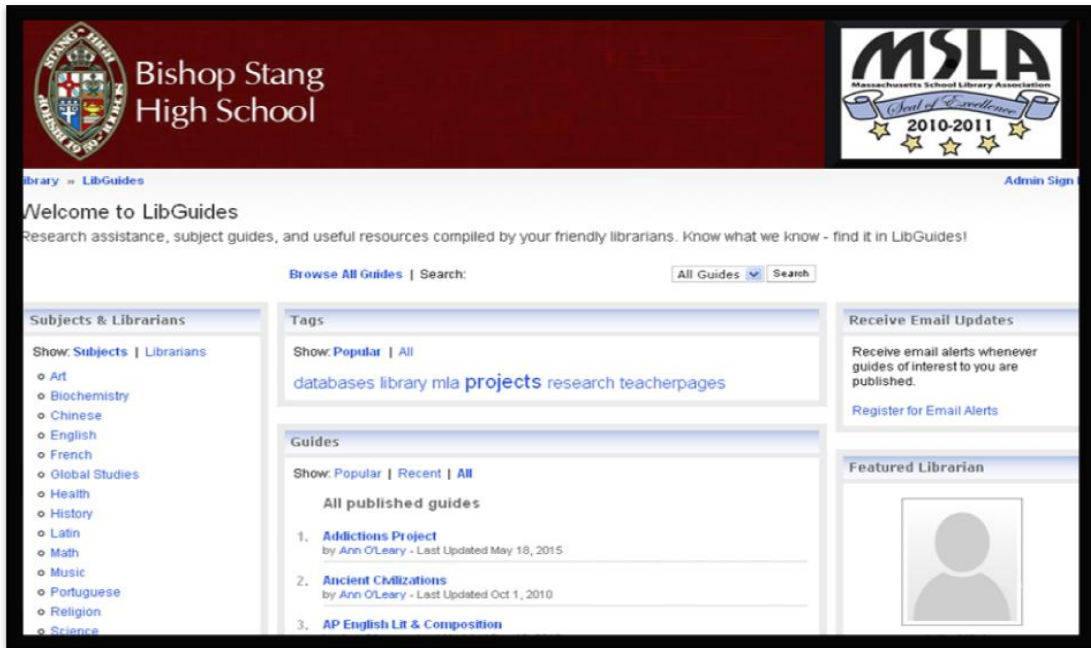 Bishop Stang
High School
STANG HIGH
BISHOP
1959
MSLA
Massachusetts School Library Association
Seal of Excellence
2010-2011
ibrary » LibGuides
Admin Sign
Welcome to LibGuides
Research assistance, subject guides, and useful resources compiled by your friendly librarians. Know what we know - find it in LibGuides!
Browse All Guides | Search:
All Guides
Search
Subjects & Librarians
Show: Subjects | Librarians
Art
Biochemistry
Chinese
English
French
Global Studies
Health
History
Latin
Math
Music
Portuguese
Religion
Science
Tags
Show: Popular | All
databases library mla projects research teacherpages
Guides
Show: Popular | Recent | All
All published guides
1. Addictions Project
by Ann O'Leary - Last Updated May 18, 2015
2. Ancient Civilizations
by Ann O'Leary - Last Updated Oct 1, 2010
3. AP English Lit & Composition
Receive Email Updates
Receive email alerts whenever
guides of interest to you are
published.
Register for Email Alerts
Featured Librarian